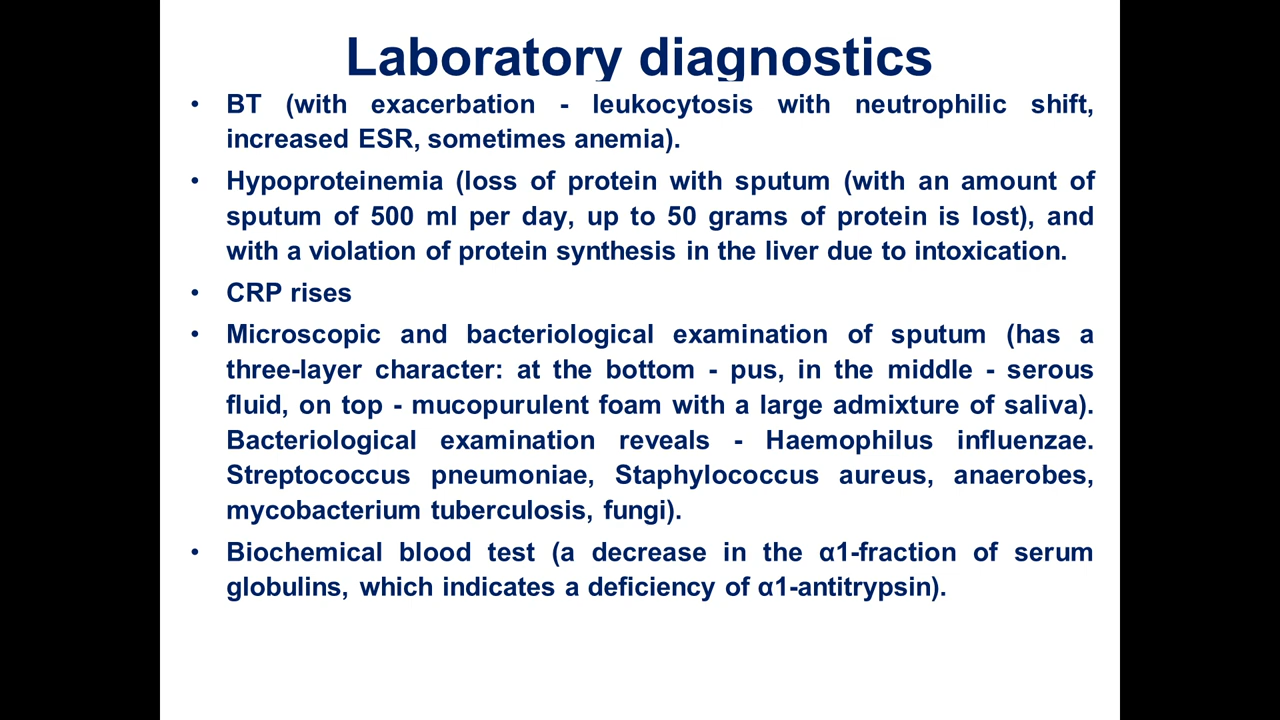 Laboratory diagnostics
• BT (with exacerbation - leukocytosis with neutrophilic shift,
increased ESR, sometimes anemia).
• Hypoproteinemia (loss of protein with sputum (with an amount of
sputum of 500 ml per day, up to 50 grams of protein is lost), and
with a violation of protein synthesis in the liver due to intoxication.
• CRP rises
• Microscopic and bacteriological examination of sputum (has a
three-layer character: at the bottom - pus, in the middle - serous
fluid, on top - mucopurulent foam with a large admixture of saliva).
Bacteriological examination reveals - Haemophilus influenzae.
Streptococcus pneumoniae, Staphylococcus aureus, anaerobes,
mycobacterium tuberculosis, fungi).
• Biochemical blood test (a decrease in the α1-fraction of serum
globulins, which indicates a deficiency of α1-antitrypsin).